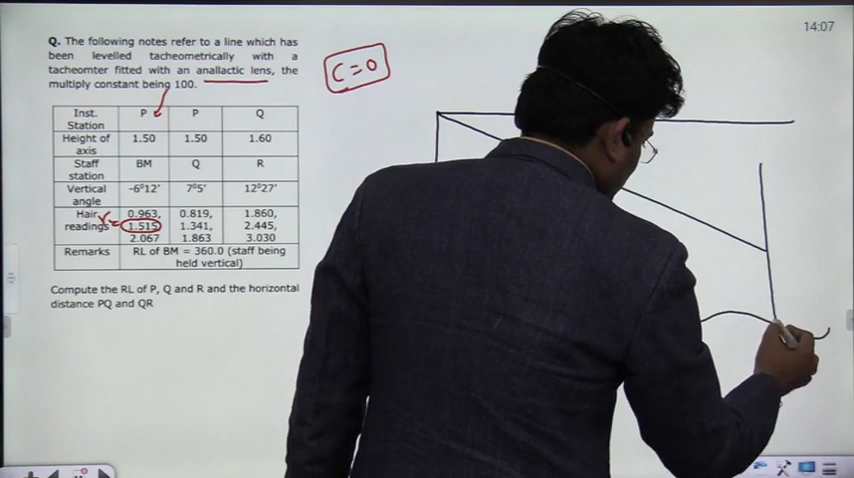 14:07
Q. The following notes refer to a line which has
been levelled tacheometrically with a
tacheomter fitted with an anallactic lens, the
multiply constant being 100.
C=0
Inst. Station P P Q
Height of axis 1.50 1.50 1.60
Staff station BM Q R
Vertical angle -6°12′ 7°5′ 12°27′
Hair readings 0.963, 1.515 2.067 0.819, 1.341, 1.863 1.860, 2.445, 3.030
Remarks RL of BM = 360.0 (staff being held vertical)
Compute the RL of P, Q and R and the horizontal
distance PQ and QR